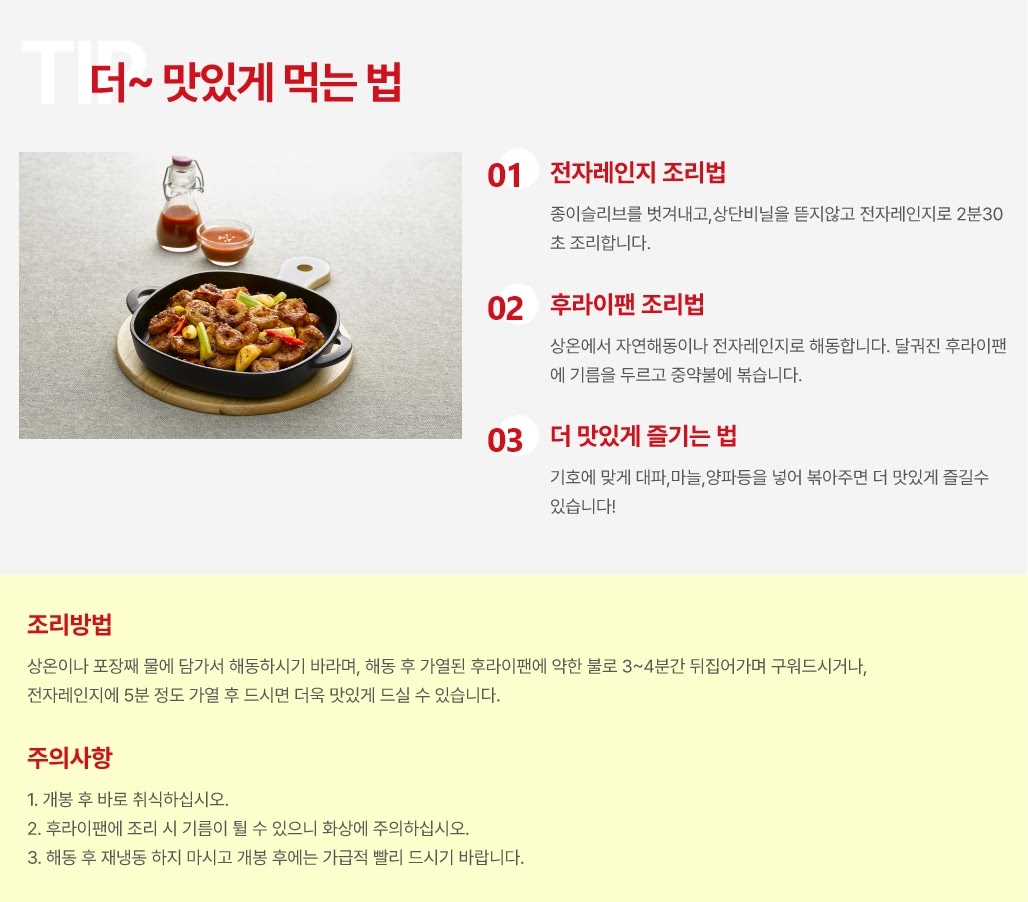 TIP
더~ 맛있게 먹는 법
01 전자레인지 조리법
종이슬리브를 벗겨내고,상단비닐을 뜯지않고 전자레인지로 2분30
초 조리합니다.
02 후라이팬 조리법
상온에서 자연해동이나 전자레인지로 해동합니다. 달궈진 후라이팬
에 기름을 두르고 중약불에 볶습니다.
03 더 맛있게 즐기는 법
기호에 맞게 대파,마늘,양파등을 넣어 볶아주면 더 맛있게 즐길수
있습니다!
조리방법
상온이나 포장째 물에 담가서 해동하시기 바라며, 해동 후 가열된 후라이팬에 약한 불로 3~4분간 뒤집어가며 구워드시거나,
전자레인지에 5분 정도 가열 후 드시면 더욱 맛있게 드실 수 있습니다.
주의사항
1. 개봉 후 바로 취식하십시오.
2. 후라이팬에 조리 시 기름이 튈 수 있으니 화상에 주의하십시오.
3. 해동 후 재냉동 하지 마시고 개봉 후에는 가급적 빨리 드시기 바랍니다.